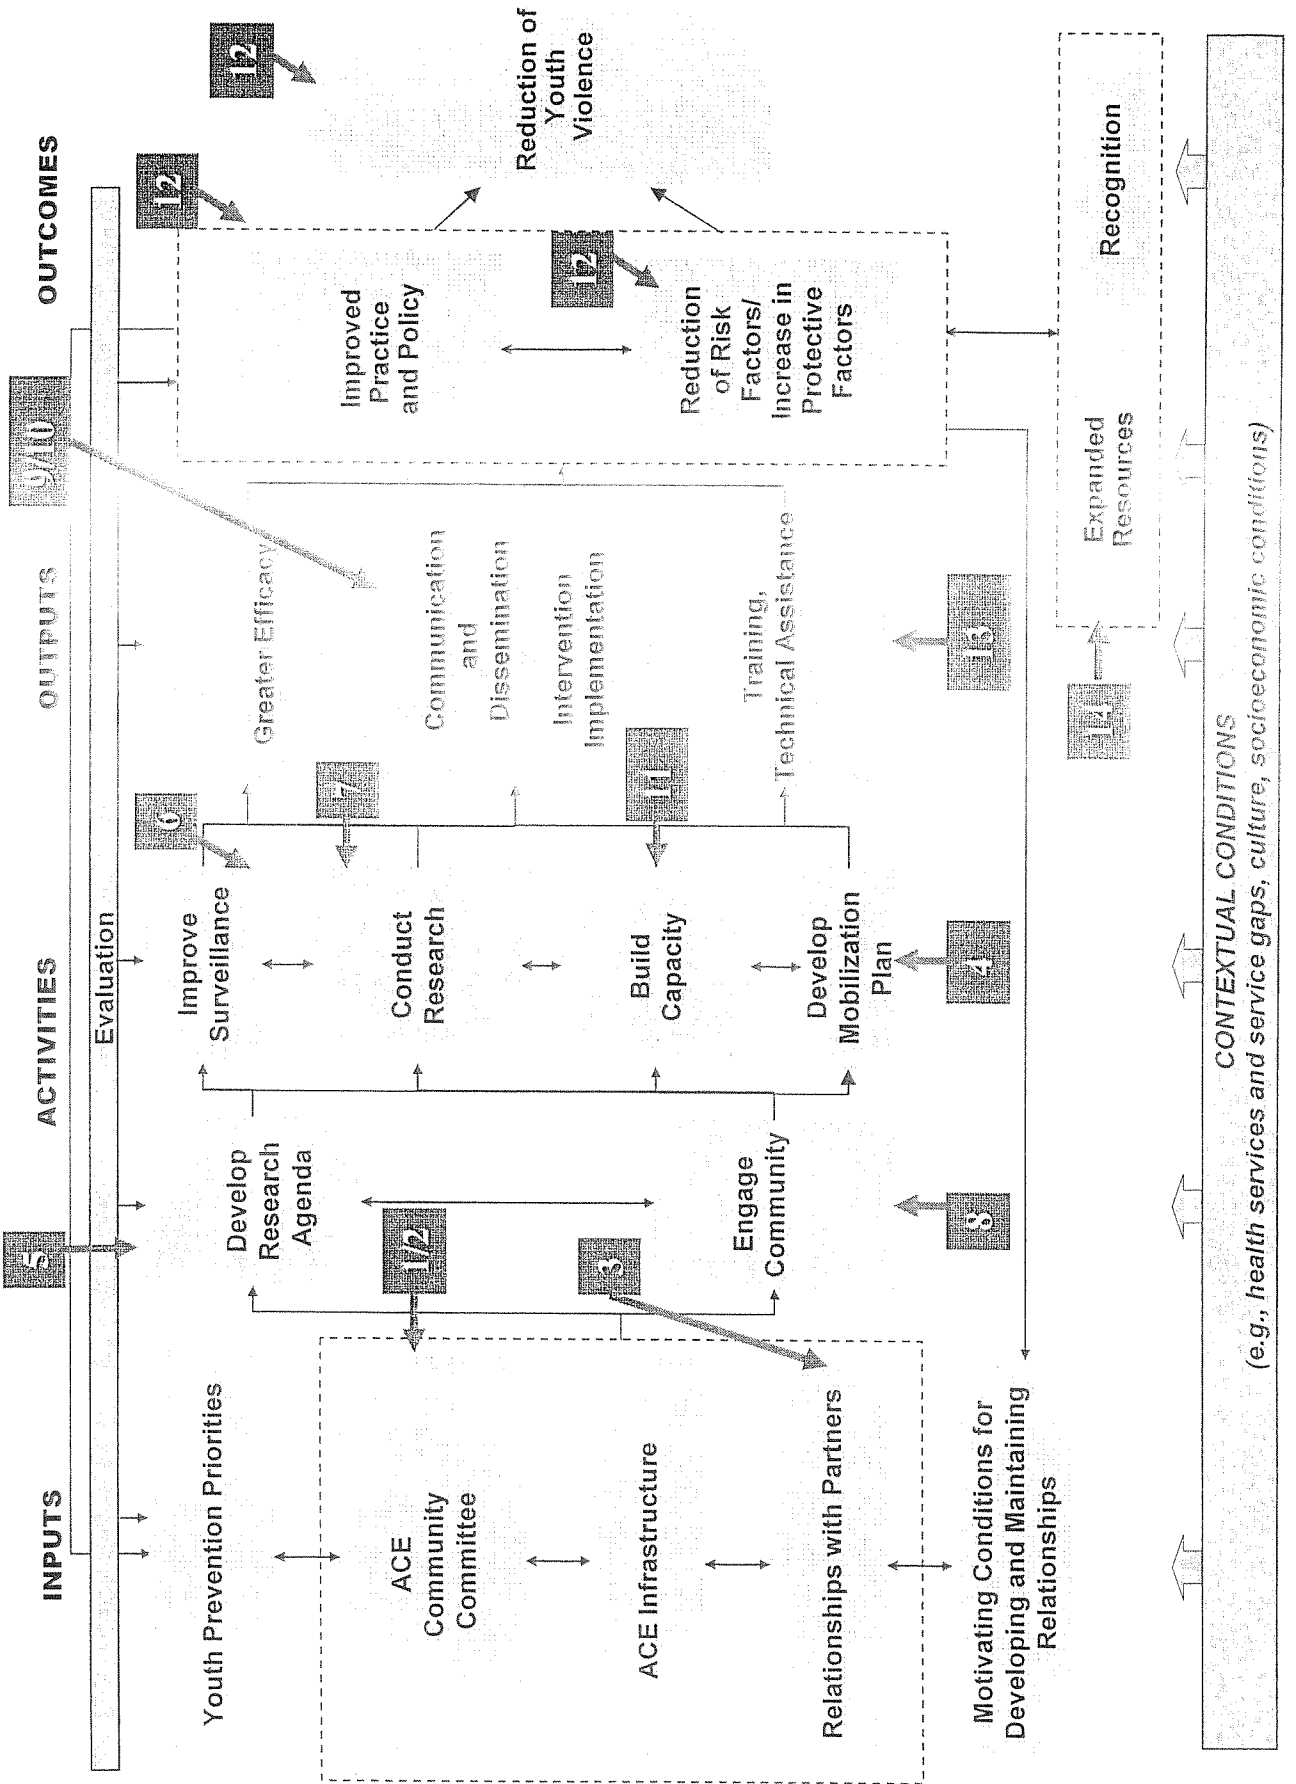 INPUTS
ACTIVITIES
OUTPUTS
OUTCOMES
5
9/10
Evaluation
12
12
Youth Prevention Priorities
ACE
Community
Committee
ACE Infrastructure
Relationships with Partners
Motivating Conditions for
Developing and Maintaining
Relationships
1/2
3
Develop
Research
Agenda
Engage
Community
8
6
Improve
Surveillance
7
Conduct
Research
11
Build
Capacity
Develop
Mobilization
Plan
4
Greater Efficacy
Communication
and
Dissemination
Intervention
Implementation
Training,
Technical Assistance
13
Improved
Practice
and Policy
12
Reduction
of Risk
Factors/
Increase in
Protective
Factors
Reduction of
Youth
Violence
14
Expanded
Resources
Recognition
CONTEXTUAL CONDITIONS
(e.g., health services and service gaps, culture, socioeconomic conditions)